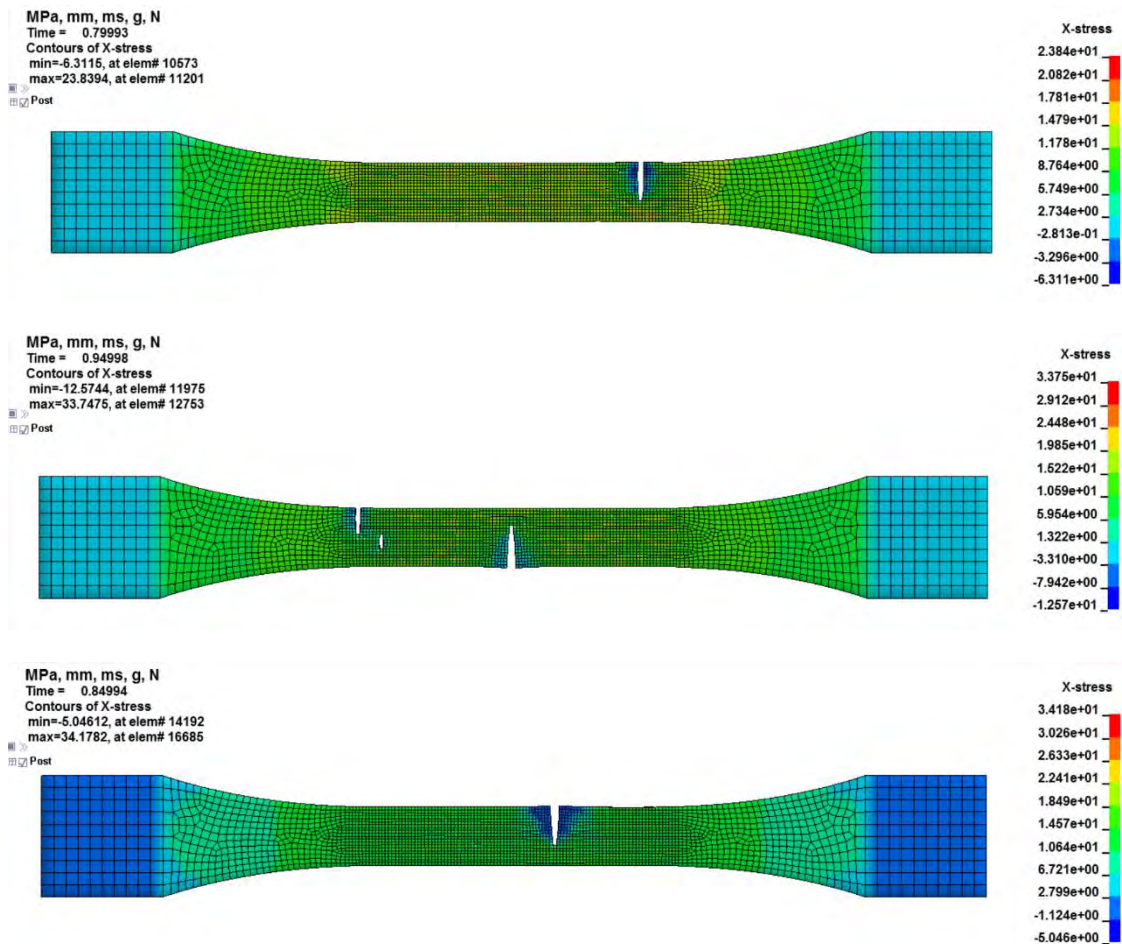 MPa, mm, ms, g, N
Time = 0.79993
Contours of X-stress
min=-6.3115, at elem# 10573
max=23.8394, at elem# 11201
Post
X-stress
2.384e+01
2.082e+01
1.781e+01
1.479e+01
1.178e+01
8.764e+00
5.749e+00
2.734e+00
-2.813e-01
-3.296e+00
-6.311e+00
MPa, mm, ms, g, N
Time = 0.94998
Contours of X-stress
min=-12.5744, at elem# 11975
max=33.7475, at elem# 12753
Post
X-stress
3.375e+01
2.912e+01
2.448e+01
1.985e+01
1.522e+01
1.059e+01
5.954e+00
1.322e+00
-3.310e+00
-7.942e+00
-1.257e+01
MPa, mm, ms, g, N
Time = 0.84994
Contours of X-stress
min=-5.04612, at elem# 14192
max=34.1782, at elem# 16685
Post
X-stress
3.418e+01
3.026e+01
2.633e+01
2.241e+01
1.849e+01
1.457e+01
1.064e+01
6.721e+00
2.799e+00
-1.124e+00
-5.046e+00